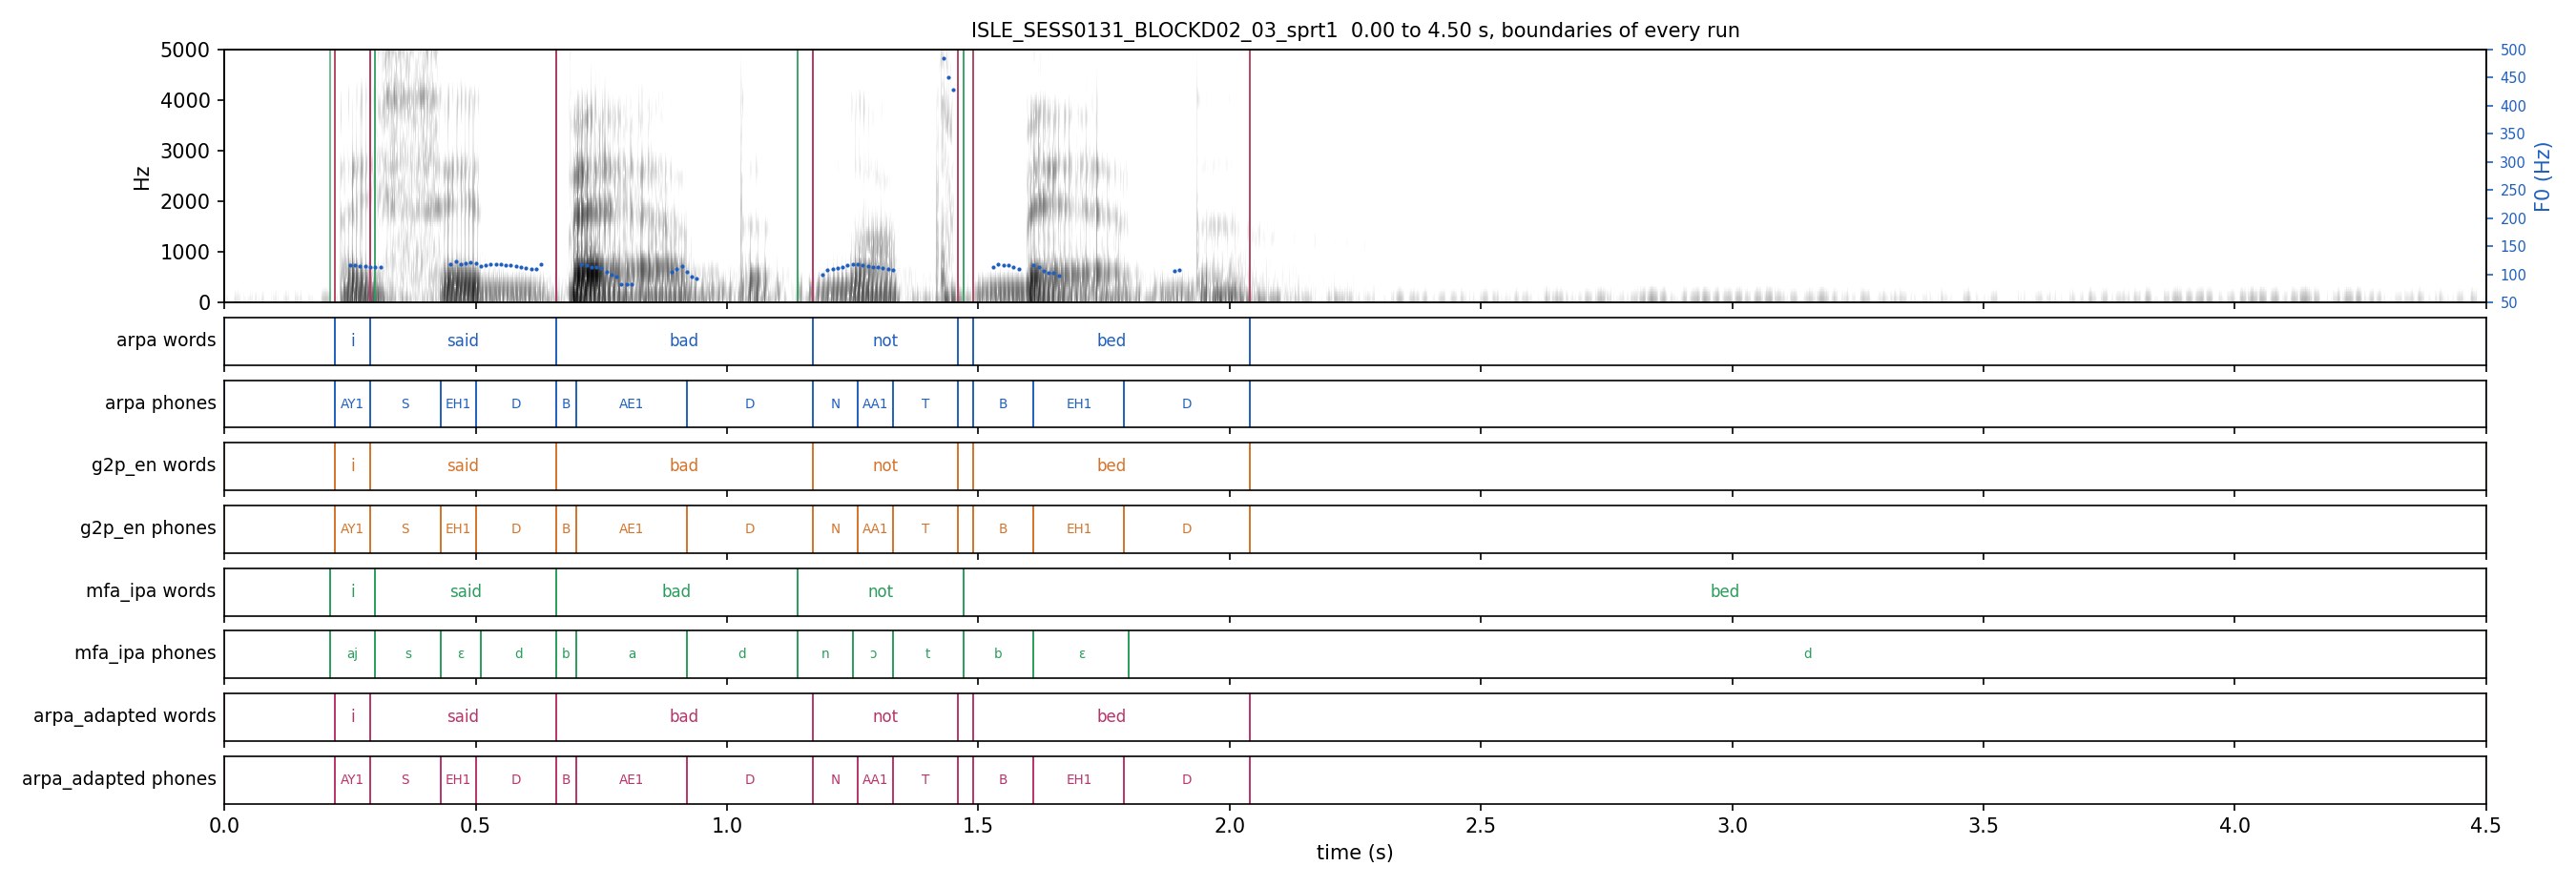 ISLE_SESS0131_BLOCKD02_03_sprt1  0.00 to 4.50 s, boundaries of every run
5000
4000
3000
2000
1000
0
Hz
500
450
400
350
300
250
200
150
100
50
F0 (Hz)
arpa words i said bad not bed
arpa phones AY1 S EH1 D B AE1 D N AA1 T B EH1 D
g2p_en words i said bad not bed
g2p_en phones AY1 S EH1 D B AE1 D N AA1 T B EH1 D
mfa_ipa words i said bad not bed
mfa_ipa phones aj s ɛ d b a d n ɔ t b ɛ d
arpa_adapted words i said bad not bed
arpa_adapted phones AY1 S EH1 D B AE1 D N AA1 T B EH1 D
0.0 0.5 1.0 1.5 2.0 2.5 3.0 3.5 4.0 4.5
time (s)